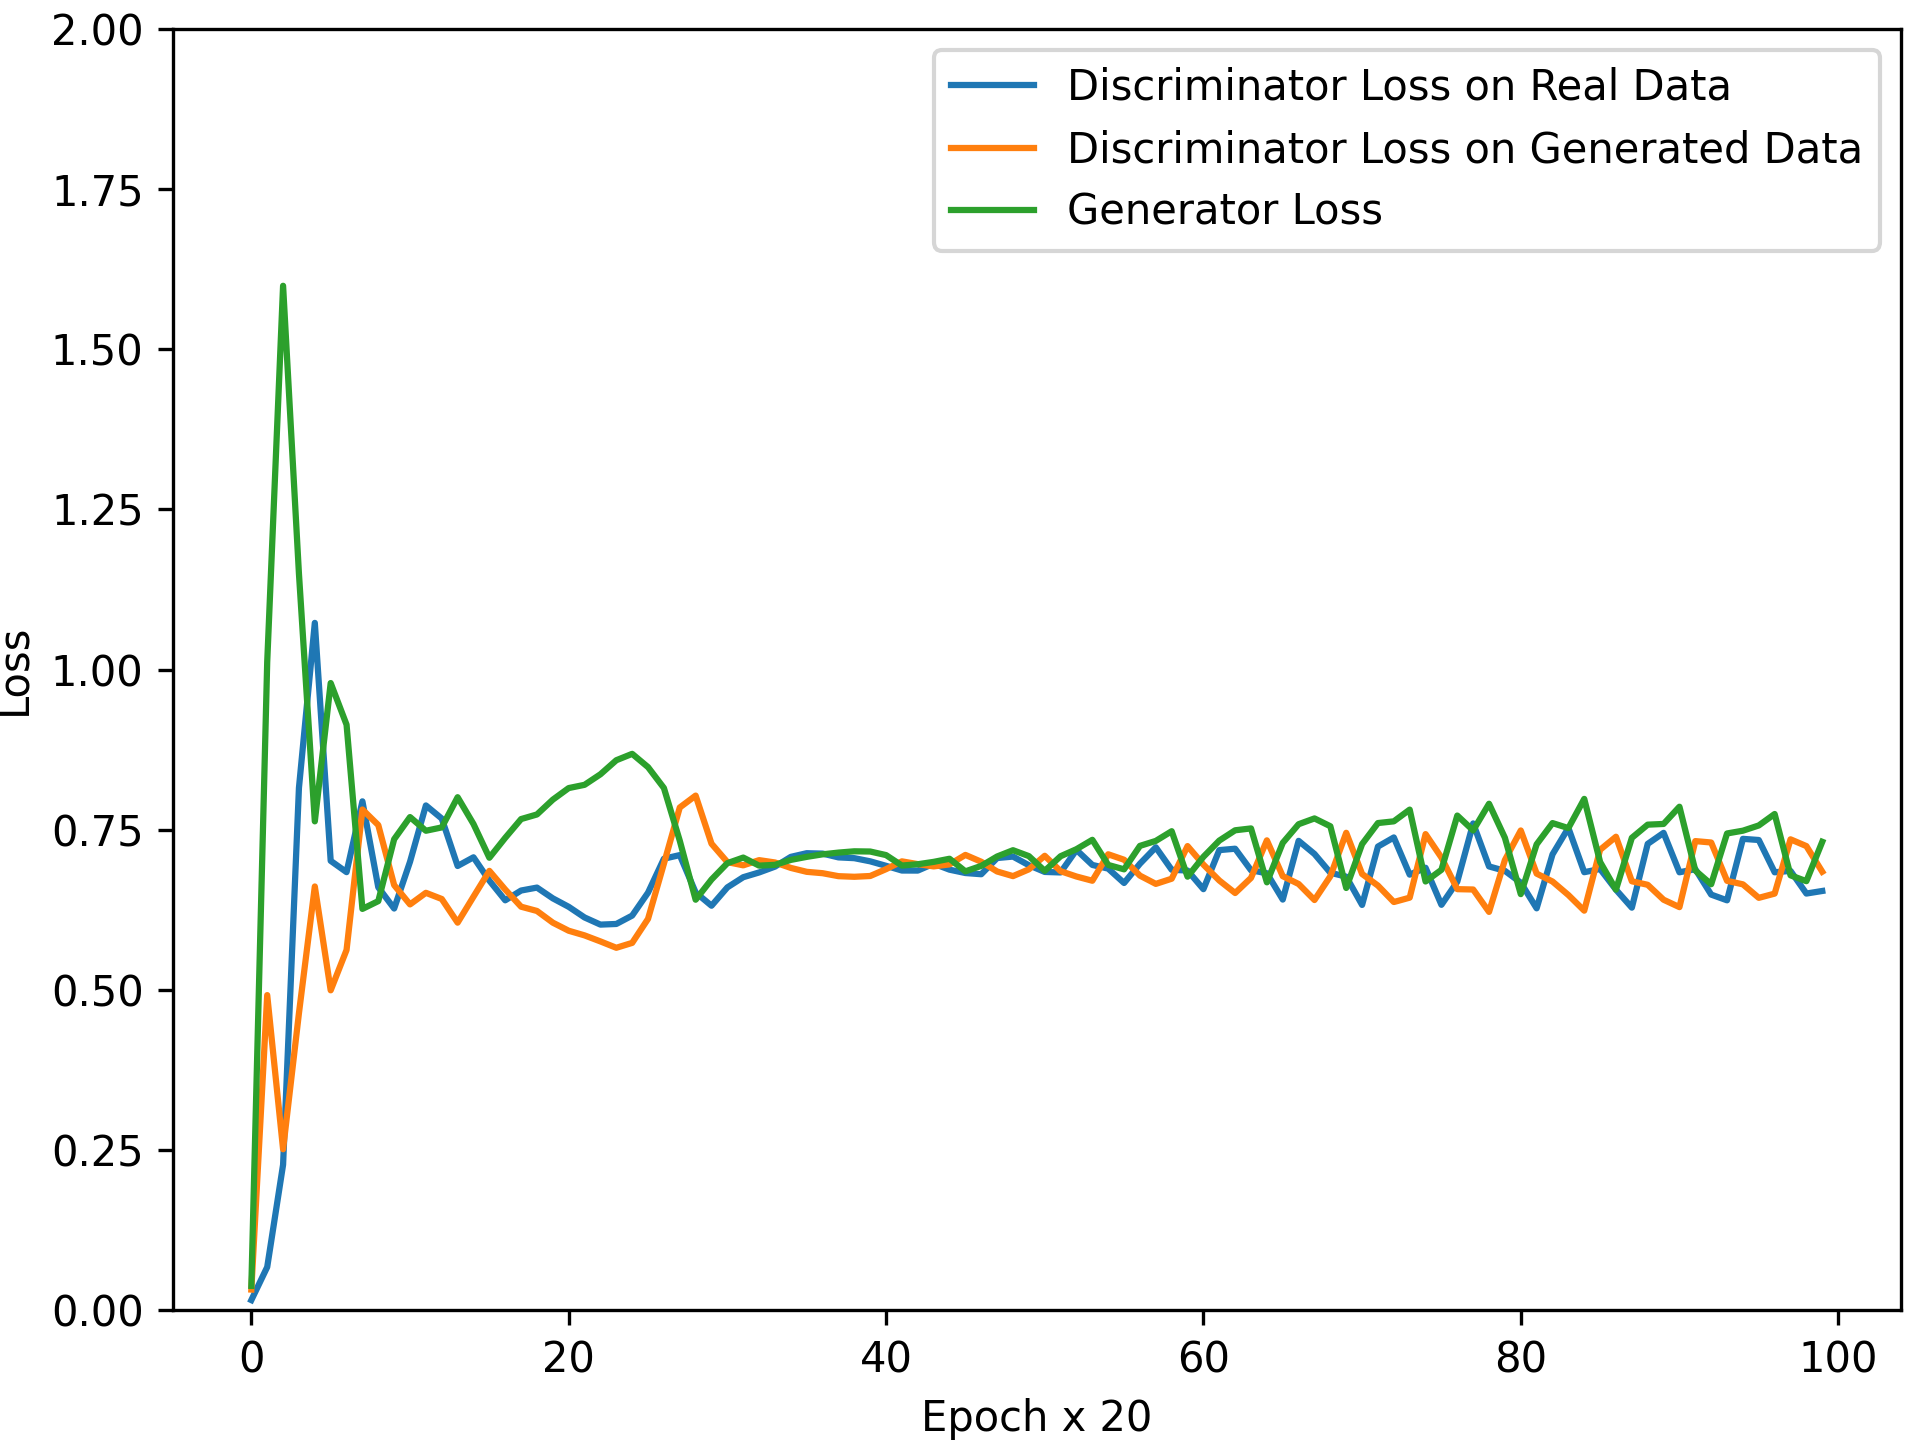 2.00
1.75
1.50
1.25
1.00
0.75
0.50
0.25
0.00
Loss
Discriminator Loss on Real Data
Discriminator Loss on Generated Data
Generator Loss
0 20 40 60 80 100
Epoch x 20